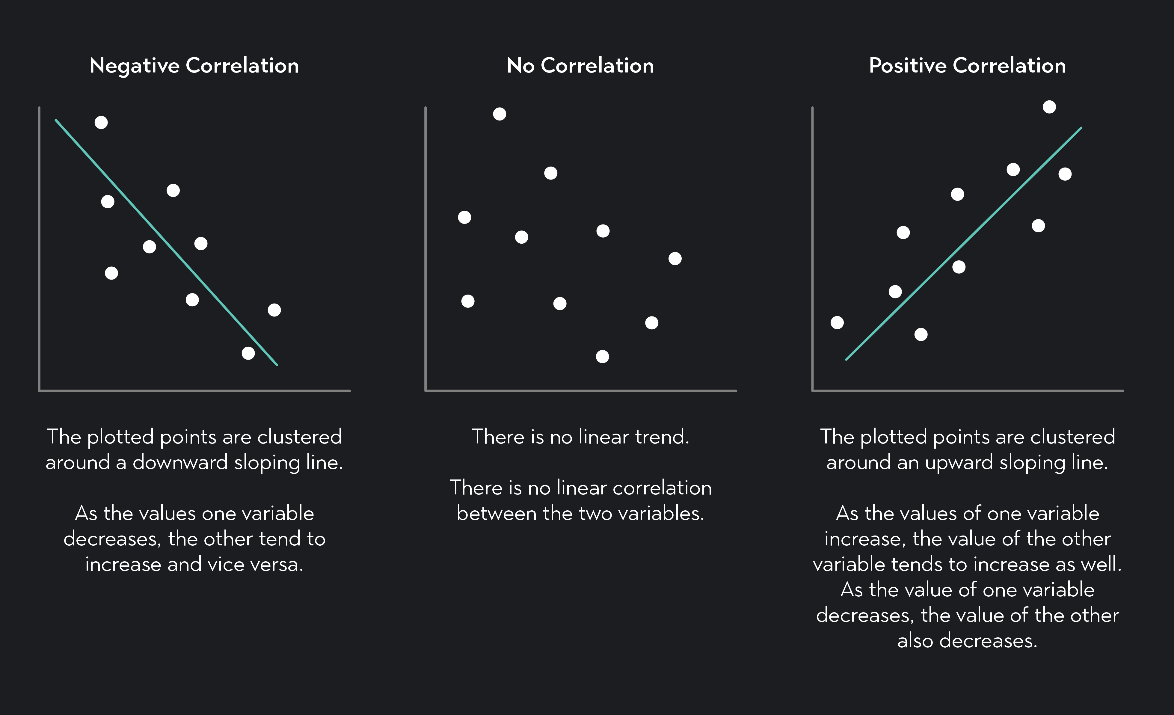 Negative Correlation
The plotted points are clustered
around a downward sloping line.
As the values one variable
decreases, the other tend to
increase and vice versa.
No Correlation
There is no linear trend.
There is no linear correlation
between the two variables.
Positive Correlation
The plotted points are clustered
around an upward sloping line.
As the values of one variable
increase, the value of the other
variable tends to increase as well.
As the value of one variable
decreases, the value of the other
also decreases.